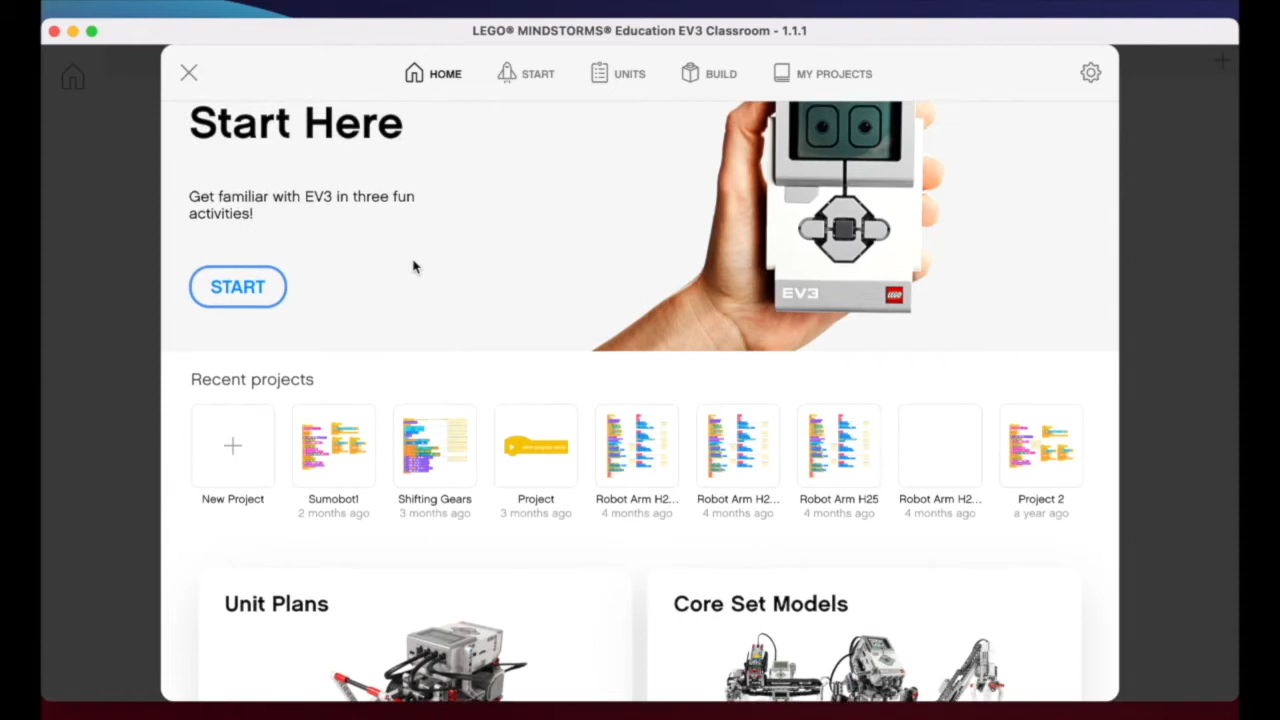 LEGO® MINDSTORMS® Education EV3 Classroom - 1.1.1
HOME
START
UNITS
BUILD
MY PROJECTS
Start Here
Get familiar with EV3 in three fun
activities!
START
EV3
LEGO
Recent projects
New Project
Sumobot1
2 months ago
Shifting Gears
3 months ago
Project
3 months ago
Robot Arm H2...
4 months ago
Robot Arm H2...
4 months ago
Robot Arm H25
4 months ago
Robot Arm H2...
4 months ago
Project 2
a year ago
Unit Plans
Core Set Models